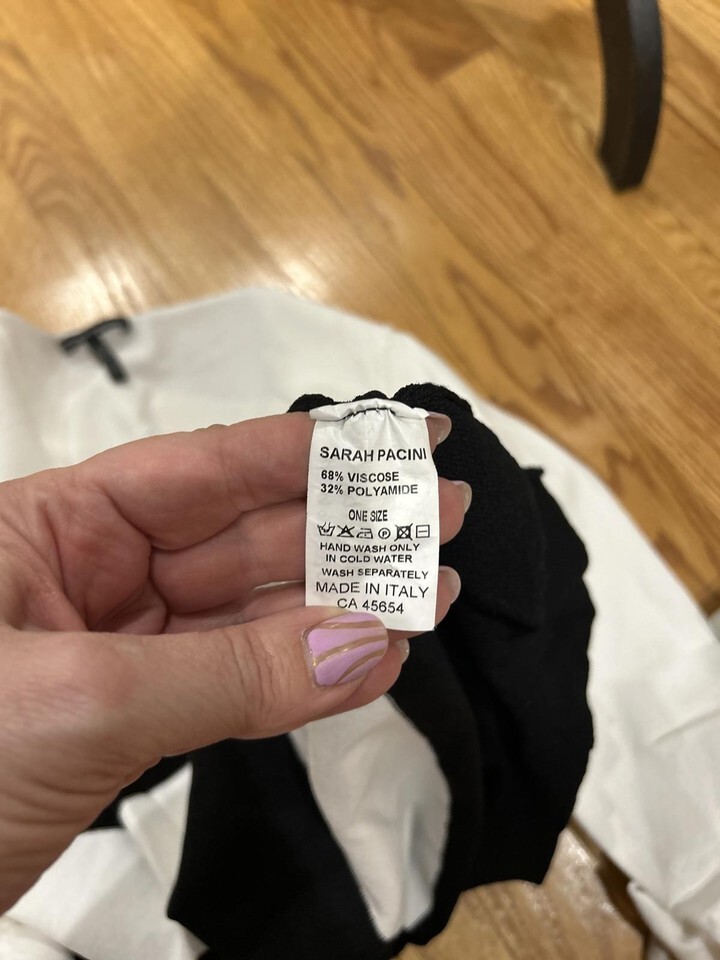 SARAH PACINI
68% VISCOSE
32% POLYAMIDE
ONE SIZE
HAND WASH ONLY
IN COLD WATER
WASH SEPARATELY
MADE IN ITALY
CA 45654